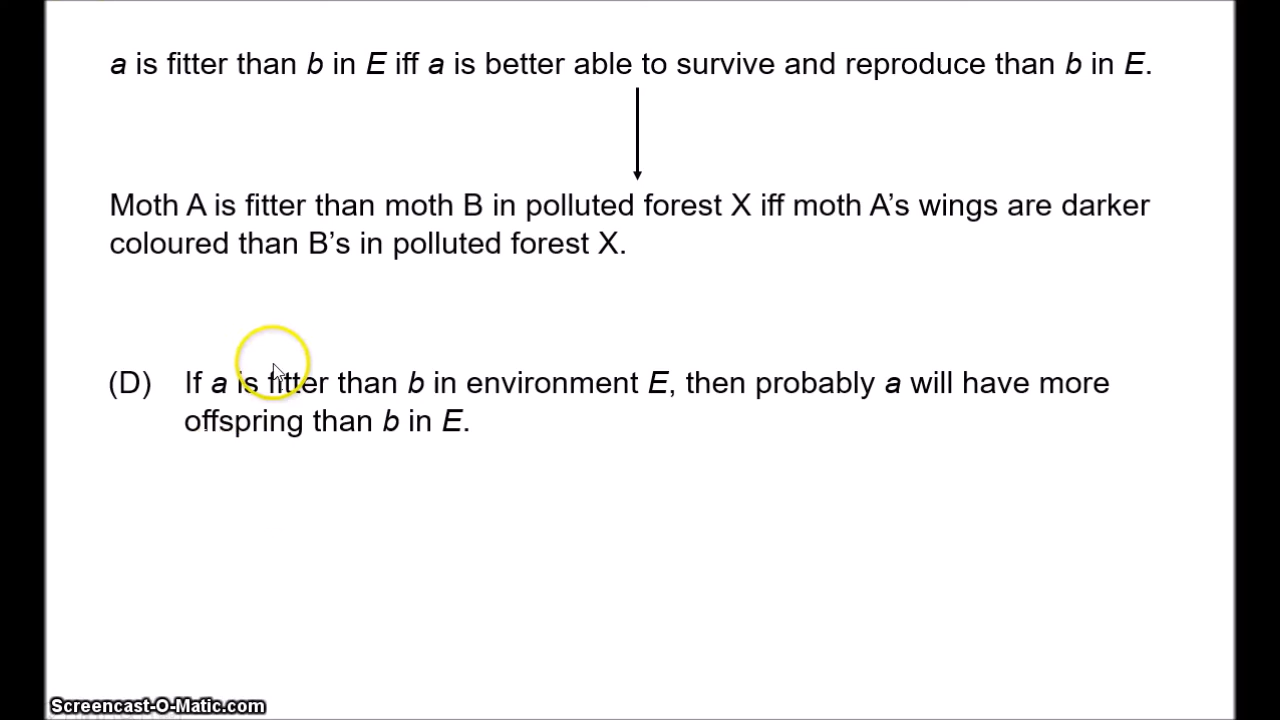 a is fitter than b in E iff a is better able to survive and reproduce than b in E.
Moth A is fitter than moth B in polluted forest X iff moth A’s wings are darker
coloured than B’s in polluted forest X.
(D) If a is fitter than b in environment E, then probably a will have more
offspring than b in E.
Screencast-O-Matic.com